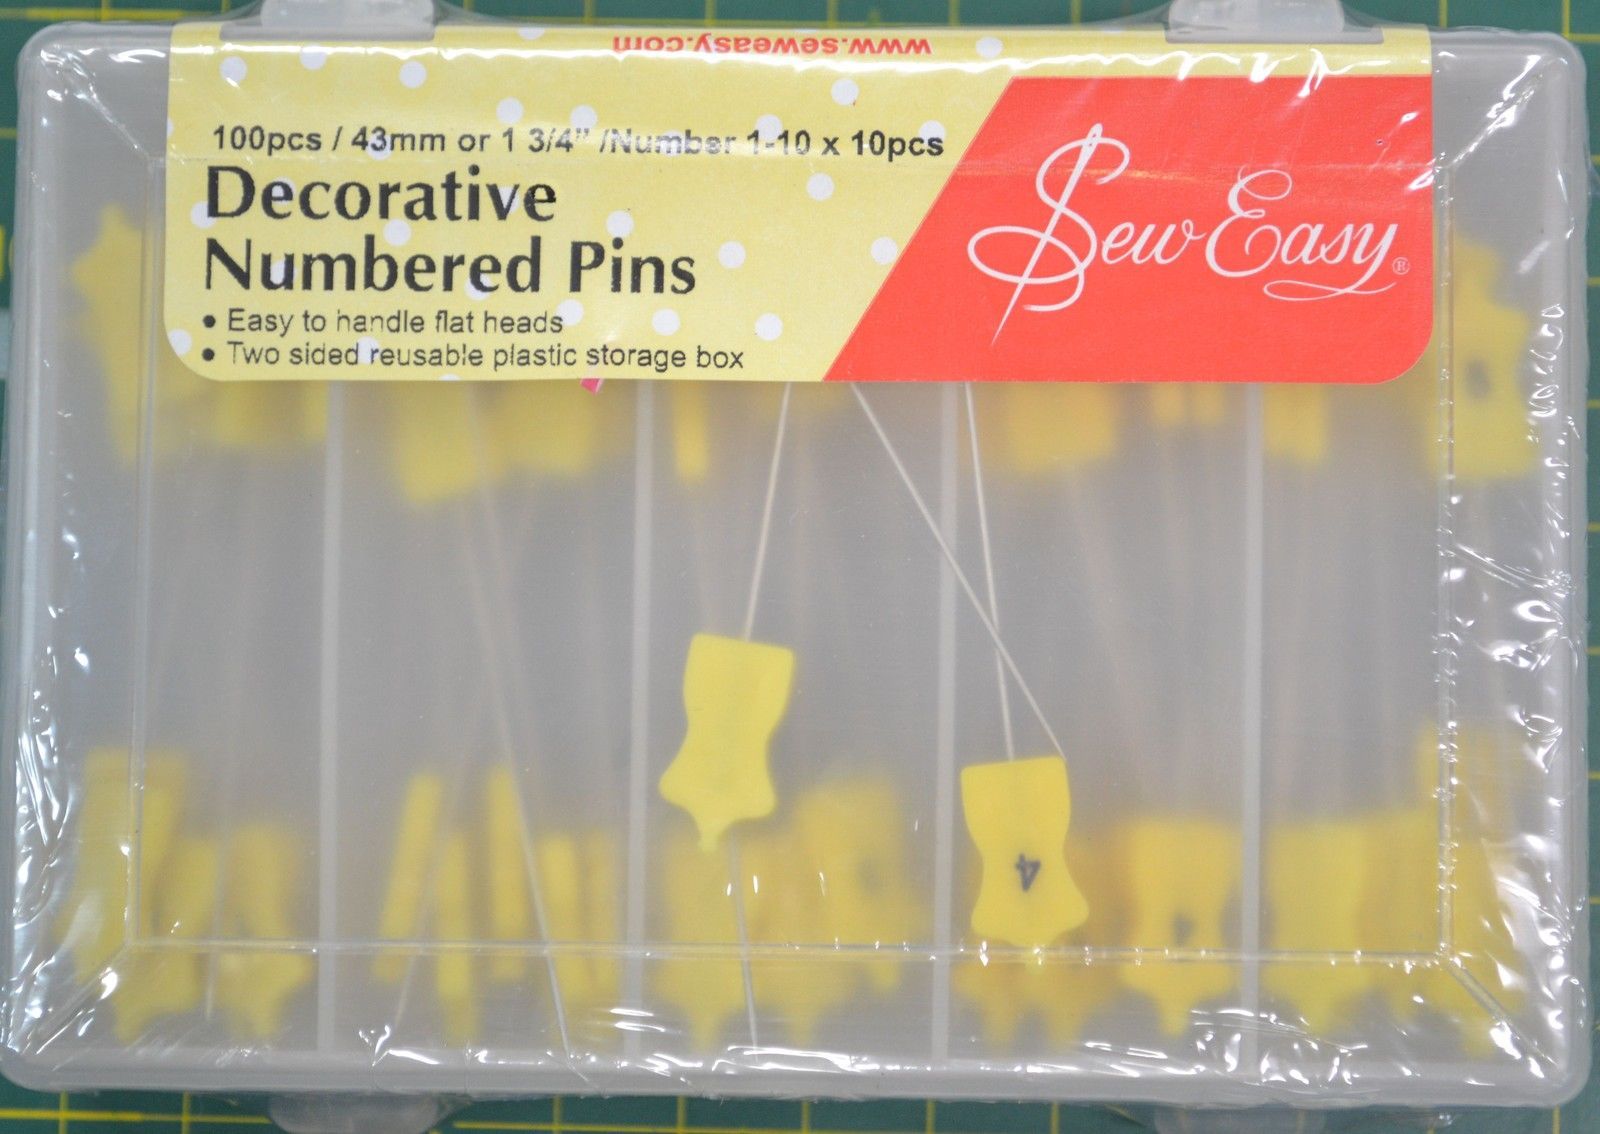 www.seweasy.com
100pcs / 43mm or 1 3/4" /Number 1-10 x 10pcs
Decorative
Numbered Pins
• Easy to handle flat heads
• Two sided reusable plastic storage box
Sew Easy®
4